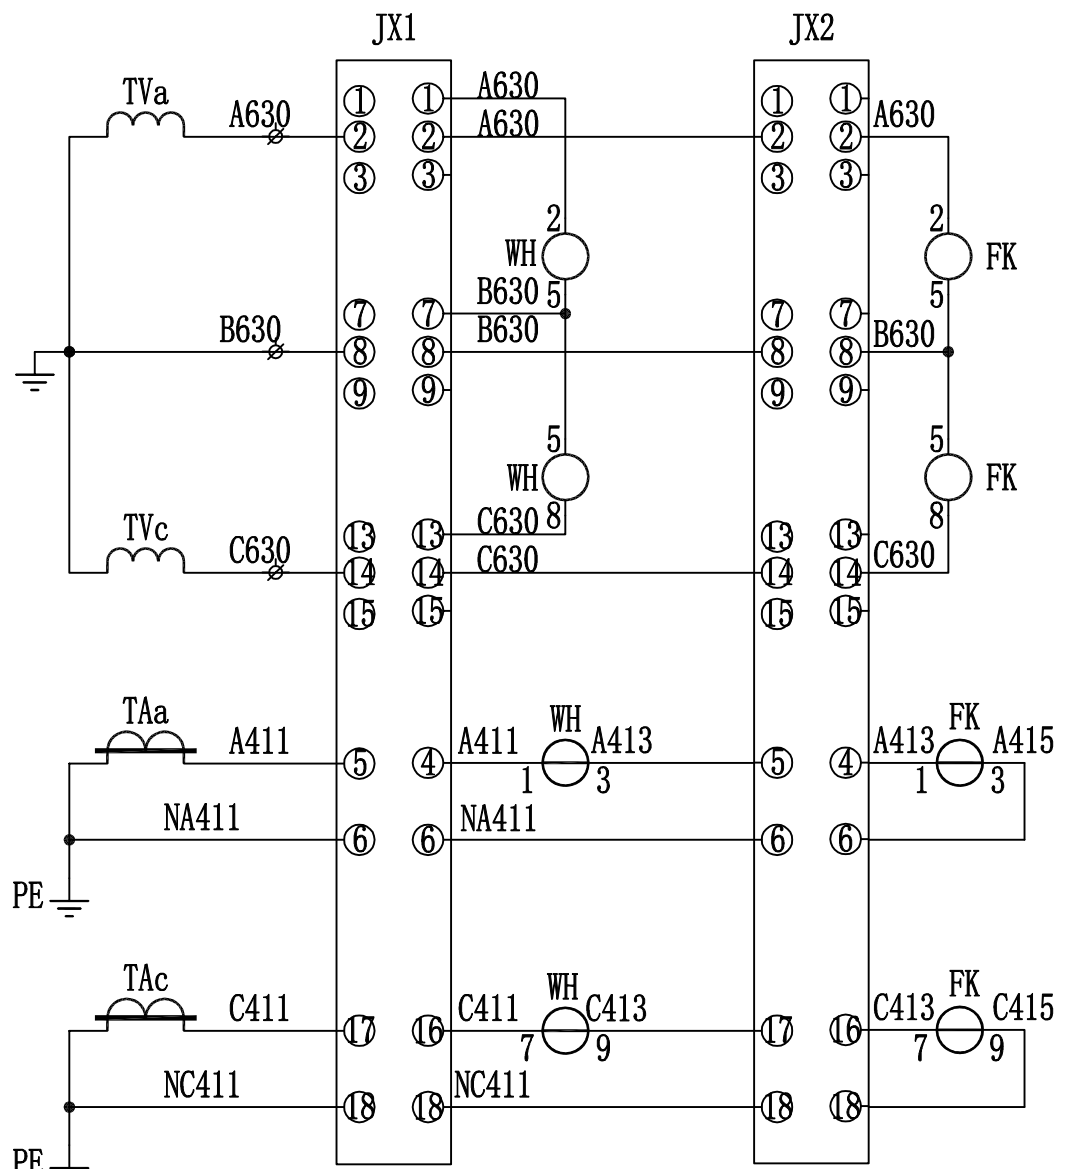 JX1 JX2
TVa A630 1 1 A630 1 1
2 2 A630 2 2 A630
3 3 3 3
2 2
WH FK
B630 5 5
7 7 7 7
B630 8 8 B630 8 8 B630
9 9 9 9
5 5
WH FK
C630 8 8
13 13 13 13
TVc C630 14 14 C630 14 14 C630
15 15 15 15
TAa WH FK
A411 5 4 A411 A413 5 4 A413 A415
1 3 1 3
NA411 6 6 NA411 6 6
PE
TAc WH FK
C411 17 16 C411 C413 17 16 C413 C415
7 9 7 9
NC411 18 18 NC411 18 18
PE